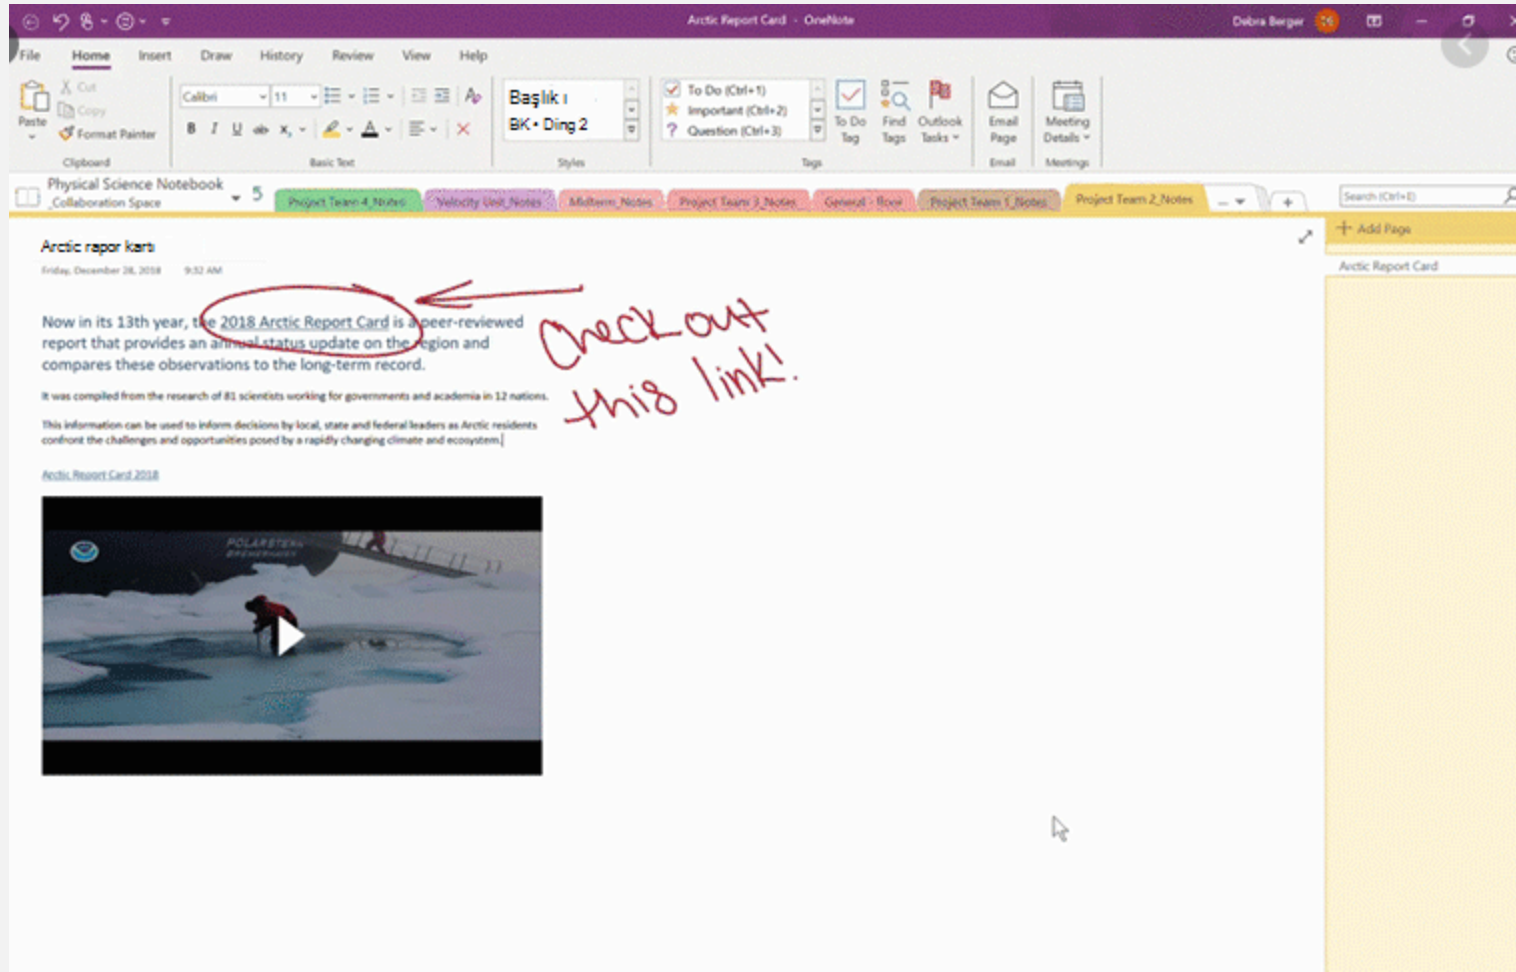 Arctic Report Card - OneNote
Debra Berger
File Home Insert Draw History Review View Help
Paste
Cut
Copy
Format Painter
Clipboard
Calibri 11
B I U ab x
A
Basic Text
Başlık ı
BK • Ding 2
Styles
To Do (Ctrl+1)
Important (Ctrl+2)
Question (Ctrl+3)
To Do Tag
Find Tags
Outlook Tasks
Tags
Email Page
Email
Meeting Details
Meetings
Physical Science Notebook
_Collaboration Space
5
Project Team 4_Notes
Velocity Unit_Notes
Midterm_Notes
Project Team 3_Notes
Project Team 1_Notes
Project Team 2_Notes
Search (Ctrl+E)
Add Page
Arctic Report Card
Arctic rapor kartı
Friday, December 28, 2018 9:32 AM
Now in its 13th year, the 2018 Arctic Report Card is a peer-reviewed
report that provides an annual status update on the region and
compares these observations to the long-term record.
Check out
this link!
It was compiled from the research of 81 scientists working for governments and academia in 12 nations.
This information can be used to inform decisions by local, state and federal leaders as Arctic residents
confront the challenges and opportunities posed by a rapidly changing climate and ecosystem.
Arctic Report Card 2018
POLARSTERN